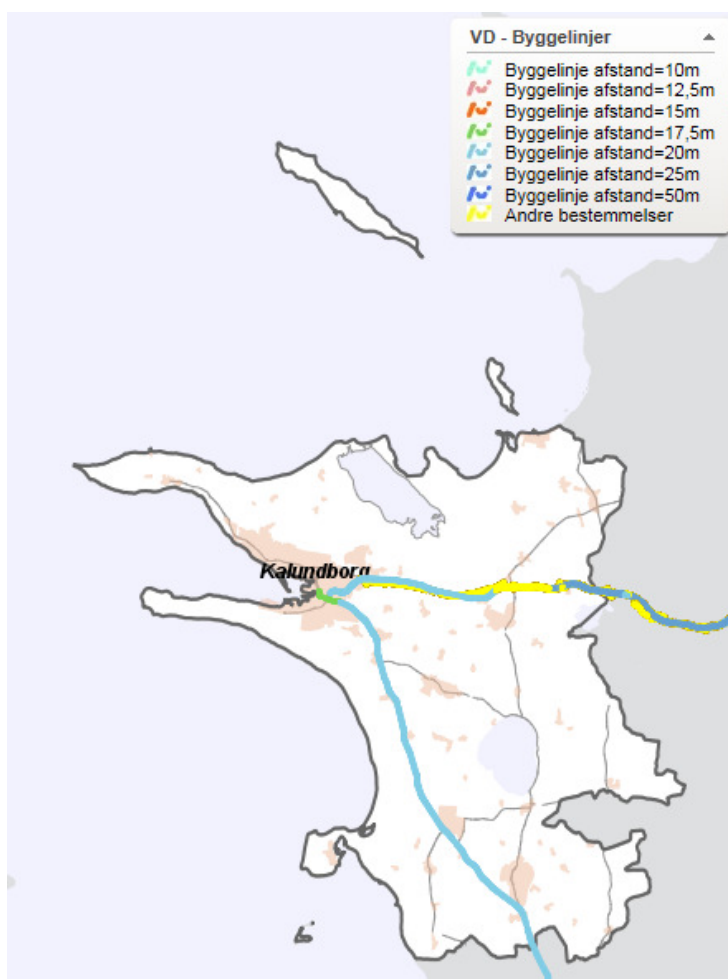 VD - Byggelinjer
Byggelinje afstand=10m
Byggelinje afstand=12,5m
Byggelinje afstand=15m
Byggelinje afstand=17,5m
Byggelinje afstand=20m
Byggelinje afstand=25m
Byggelinje afstand=50m
Andre bestemmelser
Kalundborg